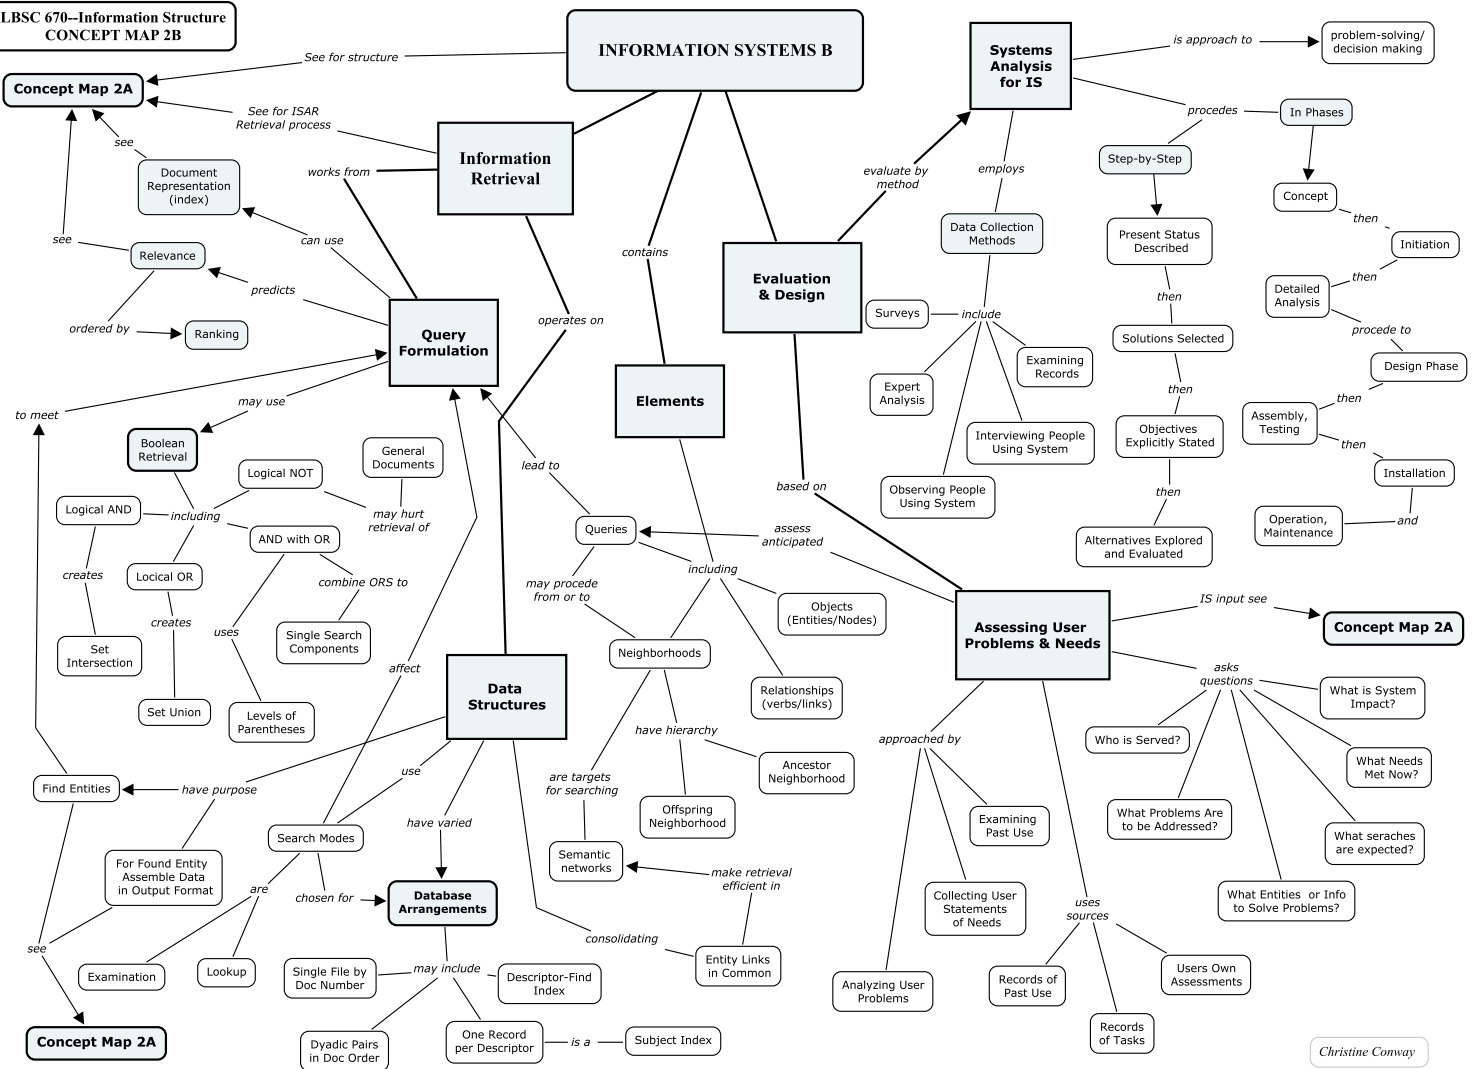 LBSC 670--Information Structure
CONCEPT MAP 2B
INFORMATION SYSTEMS B
See for structure
Concept Map 2A
See for ISAR
Retrieval process
see
Information
Retrieval
works from
Document
Representation
(index)
can use
see
Relevance
predicts
ordered by
Ranking
Query
Formulation
operates on
contains
Elements
Evaluation
& Design
evaluate by
method
Systems
Analysis
for IS
is approach to
problem-solving/
decision making
procedes
In Phases
Step-by-Step
employs
Data Collection
Methods
include
Surveys
Expert
Analysis
Examining
Records
Interviewing People
Using System
Observing People
Using System
Present Status
Described
then
Solutions Selected
then
Objectives
Explicitly Stated
then
Alternatives Explored
and Evaluated
Concept
then
Initiation
then
Detailed
Analysis
procede to
Design Phase
then
Assembly,
Testing
then
Installation
and
Operation,
Maintenance
to meet
may use
Boolean
Retrieval
including
Logical NOT
General
Documents
may hurt
retrieval of
Logical AND
creates
Set
Intersection
Locical OR
creates
Set Union
AND with OR
uses
Levels of
Parentheses
combine ORS to
Single Search
Components
lead to
Queries
assess
anticipated
may procede
from or to
including
Objects
(Entities/Nodes)
Neighborhoods
Relationships
(verbs/links)
have hierarchy
Ancestor
Neighborhood
Offspring
Neighborhood
are targets
for searching
Semantic
networks
make retrieval
efficient in
Entity Links
in Common
consolidating
affect
Data
Structures
use
have varied
have purpose
Find Entities
For Found Entity
Assemble Data
in Output Format
see
Concept Map 2A
Search Modes
are
Examination
Lookup
chosen for
Database
Arrangements
may include
Single File by
Doc Number
Descriptor-Find
Index
Dyadic Pairs
in Doc Order
One Record
per Descriptor
is a
Subject Index
based on
Assessing User
Problems & Needs
IS input see
Concept Map 2A
asks
questions
What is System
Impact?
Who is Served?
What Needs
Met Now?
What Problems Are
to be Addressed?
What seraches
are expected?
What Entities or Info
to Solve Problems?
approached by
Examining
Past Use
Collecting User
Statements
of Needs
Analyzing User
Problems
uses
sources
Records of
Past Use
Users Own
Assessments
Records
of Tasks
Christine Conway